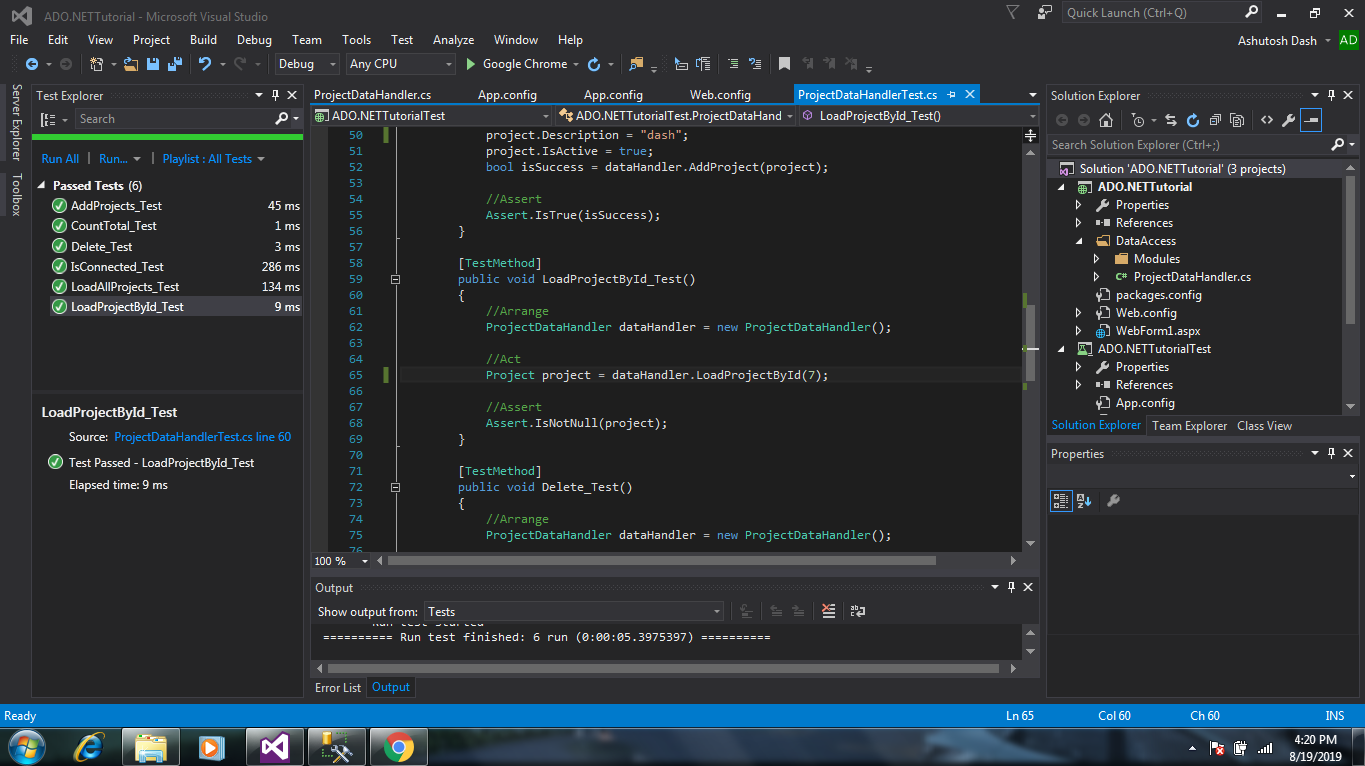 ADO.NETTutorial - Microsoft Visual Studio
Quick Launch (Ctrl+Q)
File Edit View Project Build Debug Team Tools Test Analyze Window Help
Ashutosh Dash AD
Debug Any CPU Google Chrome
Server Explorer
Toolbox
Test Explorer
Search
Run All | Run... | Playlist : All Tests
Passed Tests (6)
AddProjects_Test 45 ms
CountTotal_Test 1 ms
Delete_Test 3 ms
IsConnected_Test 286 ms
LoadAllProjects_Test 134 ms
LoadProjectById_Test 9 ms
LoadProjectById_Test
Source: ProjectDataHandlerTest.cs line 60
Test Passed - LoadProjectById_Test
Elapsed time: 9 ms
ProjectDataHandler.cs App.config App.config Web.config ProjectDataHandlerTest.cs
ADO.NETTutorialTest ADO.NETTutorialTest.ProjectDataHand LoadProjectById_Test()
50 project.Description = "dash";
51 project.IsActive = true;
52 bool isSuccess = dataHandler.AddProject(project);
53
54 //Assert
55 Assert.IsTrue(isSuccess);
56 }
57
58 [TestMethod]
59 public void LoadProjectById_Test()
60 {
61 //Arrange
62 ProjectDataHandler dataHandler = new ProjectDataHandler();
63
64 //Act
65 Project project = dataHandler.LoadProjectById(7);
66
67 //Assert
68 Assert.IsNotNull(project);
69 }
70
71 [TestMethod]
72 public void Delete_Test()
73 {
74 //Arrange
75 ProjectDataHandler dataHandler = new ProjectDataHandler();
76
100 %
Output
Show output from: Tests
Run test started
========== Run test finished: 6 run (0:00:05.3975397) ==========
Error List Output
Solution Explorer
Search Solution Explorer (Ctrl+;)
Solution 'ADO.NETTutorial' (3 projects)
ADO.NETTutorial
Properties
References
DataAccess
Modules
C# ProjectDataHandler.cs
packages.config
Web.config
WebForm1.aspx
ADO.NETTutorialTest
Properties
References
App.config
Solution Explorer Team Explorer Class View
Properties
Ready Ln 65 Col 60 Ch 60 INS
4:20 PM
8/19/2019